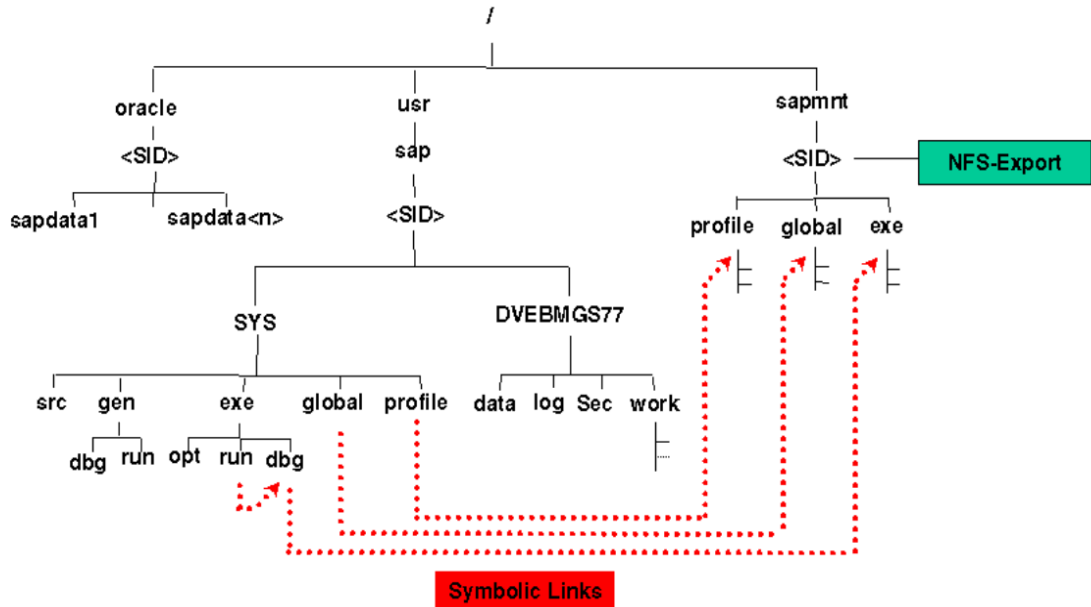 /
oracle
usr
sapmnt
<SID>
sap
<SID>
NFS-Export
sapdata1
sapdata<n>
<SID>
profile
global
exe
SYS
DVEBMGS77
src
gen
exe
global
profile
data
log
Sec
work
dbg
run
opt
run
dbg
Symbolic Links